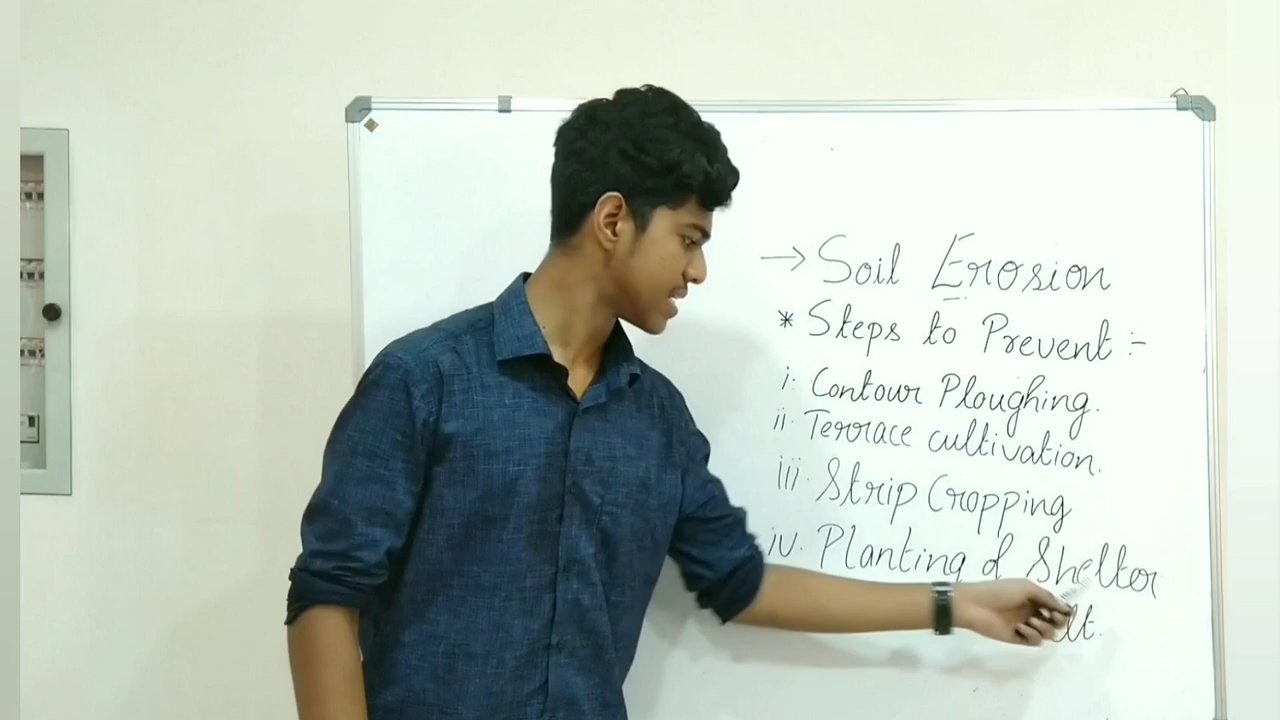 → Soil Erosion
* Steps to Prevent :-
i. Contour Ploughing.
ii. Terrace cultivation.
iii. Strip Cropping
iv. Planting of Shelter